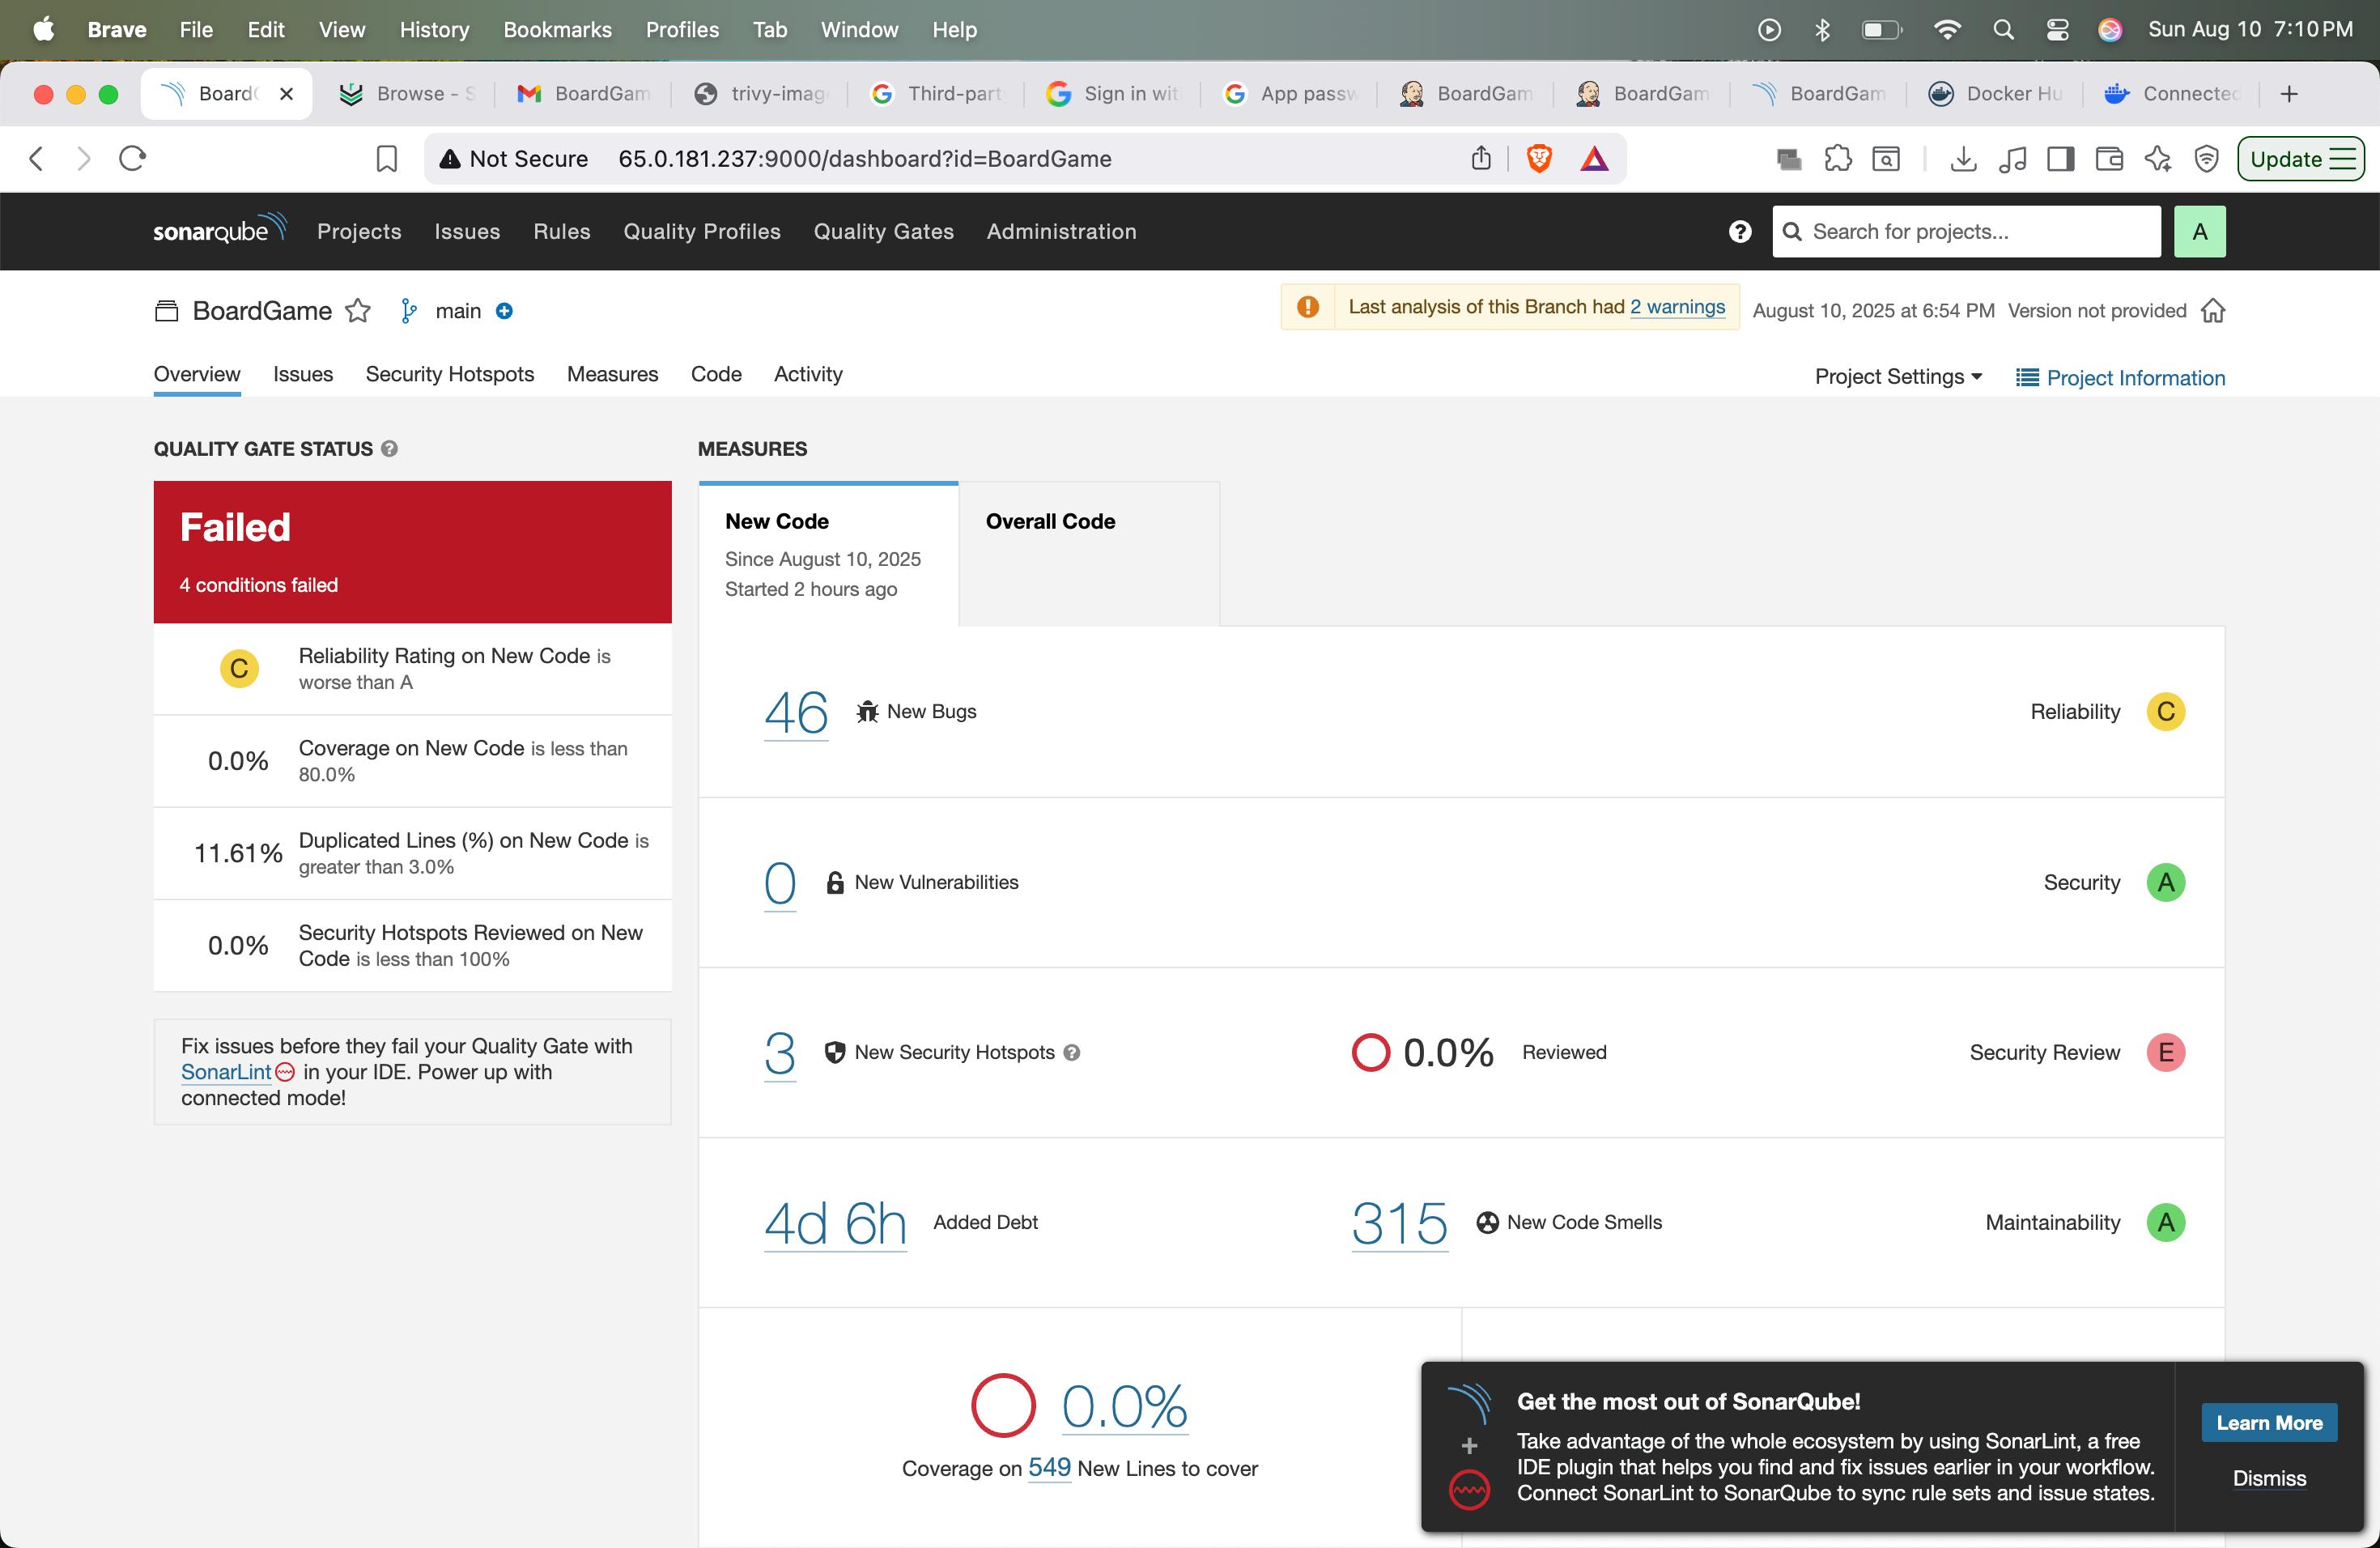 Brave File Edit View History Bookmarks Profiles Tab Window Help
Sun Aug 10 7:10 PM
Board
Browse - S
BoardGam
trivy-imag
Third-part
Sign in wit
App passw
BoardGam
BoardGam
BoardGam
Docker Hu
Connected
Not Secure 65.0.181.237:9000/dashboard?id=BoardGame
Update
sonarqube Projects Issues Rules Quality Profiles Quality Gates Administration
Search for projects...
A
BoardGame main
Last analysis of this Branch had 2 warnings
August 10, 2025 at 6:54 PM Version not provided
Overview Issues Security Hotspots Measures Code Activity
Project Settings Project Information
QUALITY GATE STATUS
Failed
4 conditions failed
C
Reliability Rating on New Code is
worse than A
0.0%
Coverage on New Code is less than
80.0%
11.61%
Duplicated Lines (%) on New Code is
greater than 3.0%
0.0%
Security Hotspots Reviewed on New
Code is less than 100%
Fix issues before they fail your Quality Gate with
SonarLint in your IDE. Power up with
connected mode!
MEASURES
New Code
Since August 10, 2025
Started 2 hours ago
Overall Code
46 New Bugs
Reliability C
0 New Vulnerabilities
Security A
3 New Security Hotspots
0.0% Reviewed
Security Review E
4d 6h Added Debt
315 New Code Smells
Maintainability A
0.0%
Coverage on 549 New Lines to cover
Get the most out of SonarQube!
Take advantage of the whole ecosystem by using SonarLint, a free
IDE plugin that helps you find and fix issues earlier in your workflow.
Connect SonarLint to SonarQube to sync rule sets and issue states.
Learn More
Dismiss